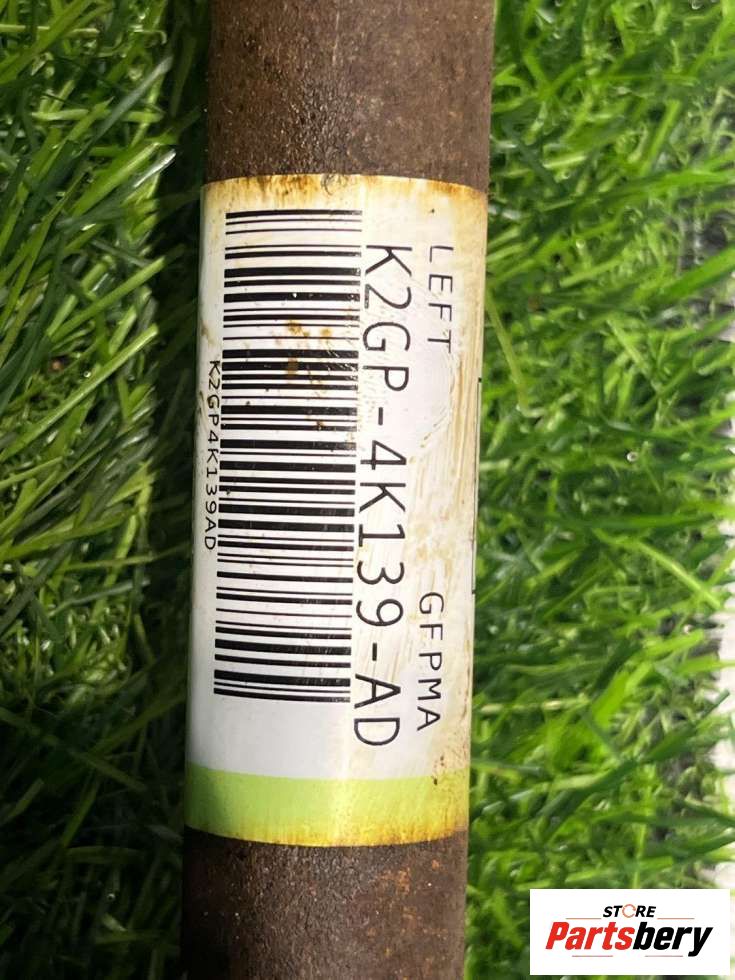 LEFT
GFPMA
K2GP-4K139-AD
K2GP4K139AD
STORE
Partsbery